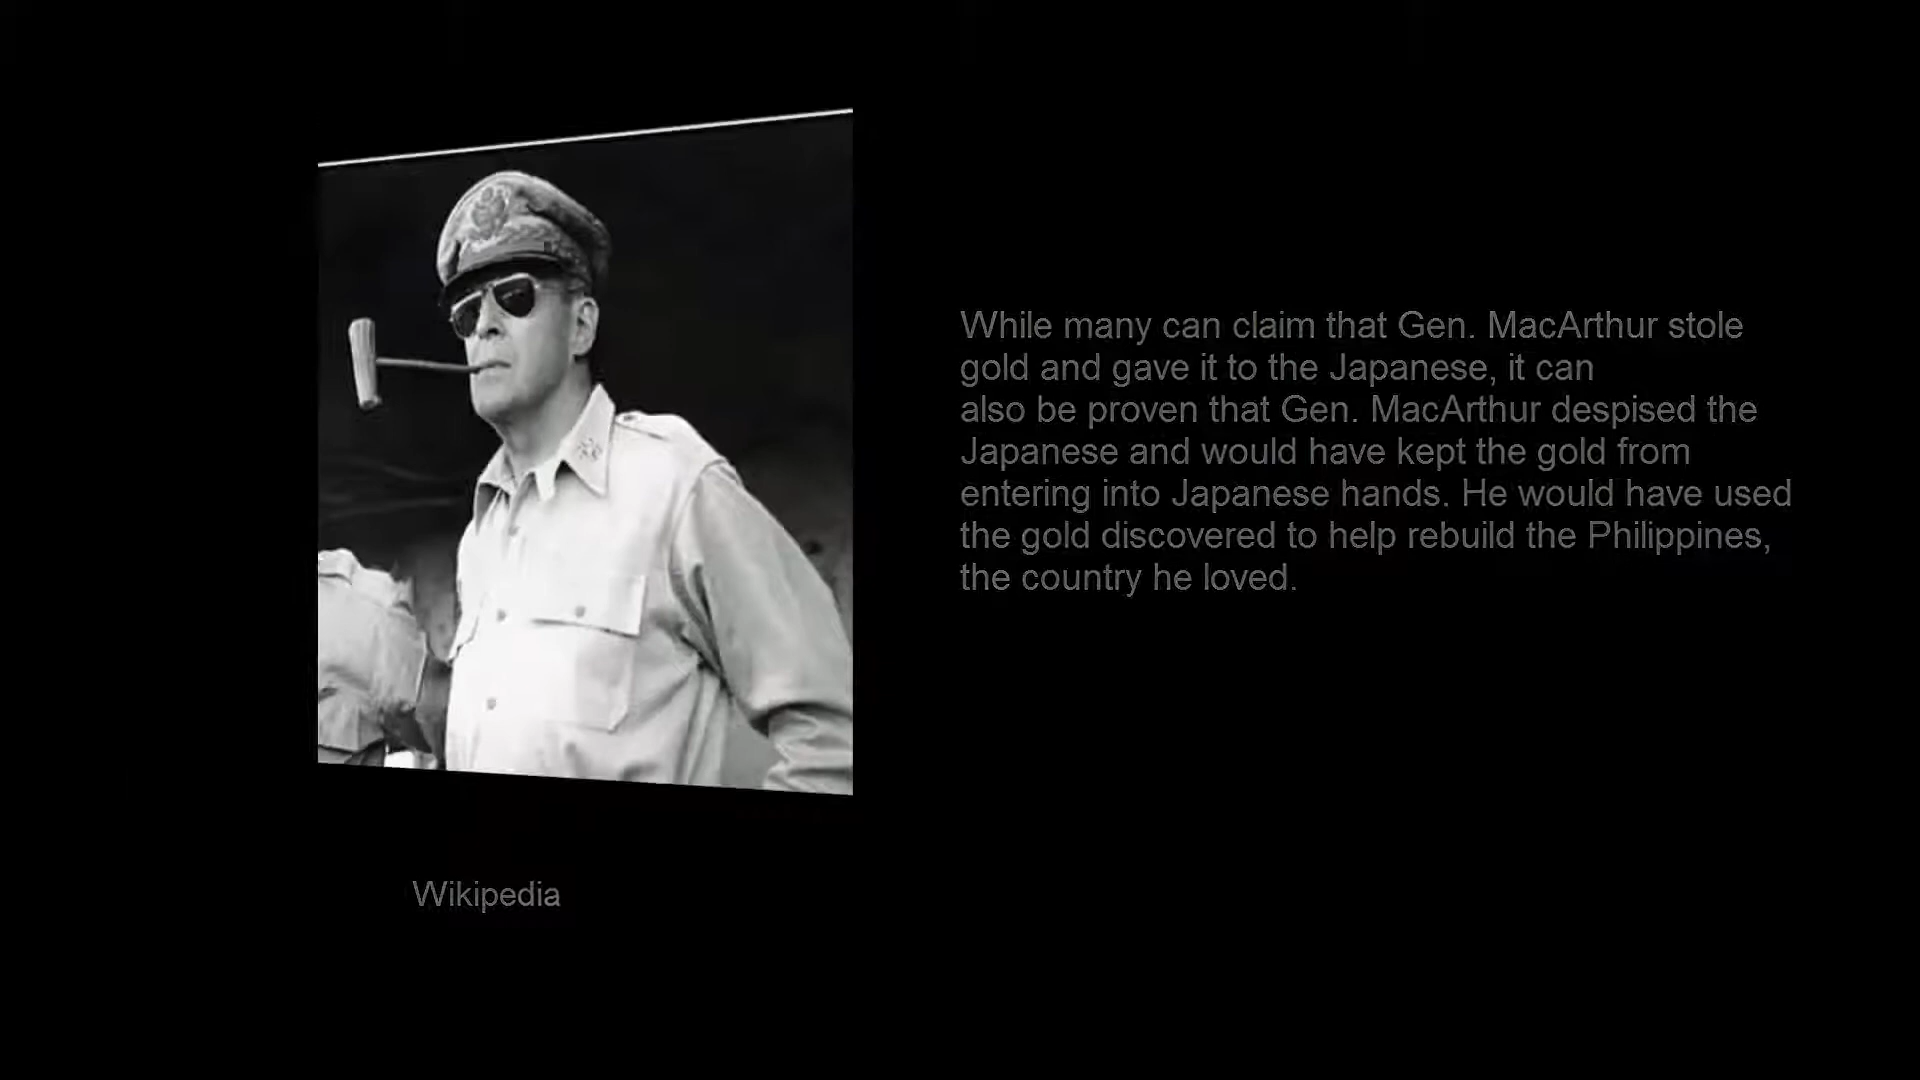 While many can claim that Gen. MacArthur stole
gold and gave it to the Japanese, it can
also be proven that Gen. MacArthur despised the
Japanese and would have kept the gold from
entering into Japanese hands. He would have used
the gold discovered to help rebuild the Philippines,
the country he loved.
Wikipedia